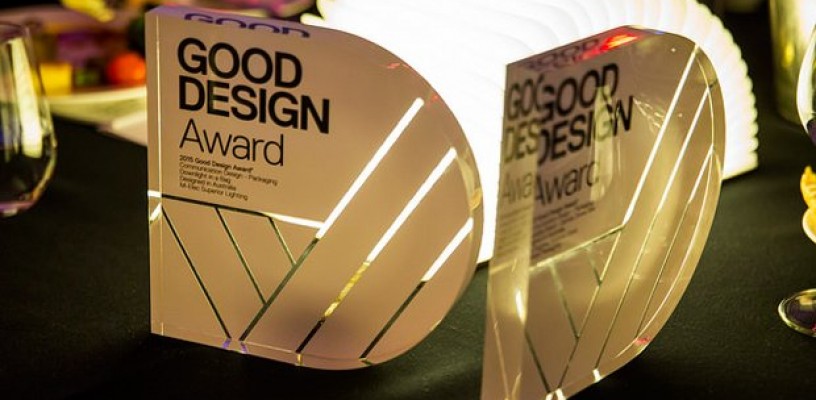 GOOD
DESIGN
Award
2015 Good Design Award®
Communication Design - Packaging
Downlight in a Bag
Designed in Australia
M-Elec Superior Lighting
GOOD
DESIGN
Award